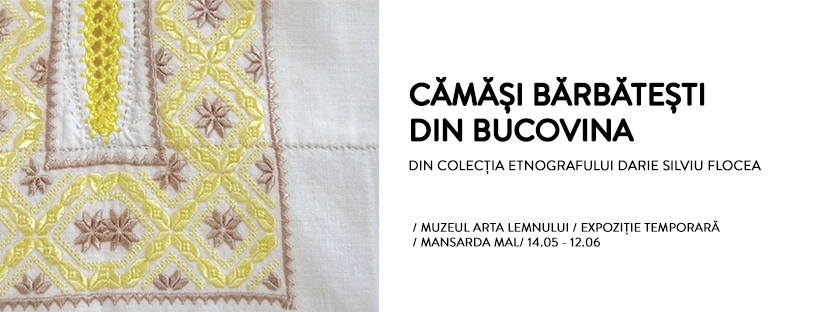 CĂMĂȘI BĂRBĂTEȘTI
DIN BUCOVINA
DIN COLECȚIA ETNOGRAFULUI DARIE SILVIU FLOCEA
/ MUZEUL ARTA LEMNULUI / EXPOZIȚIE TEMPORARĂ
/ MANSARDA MAL/ 14.05 - 12.06